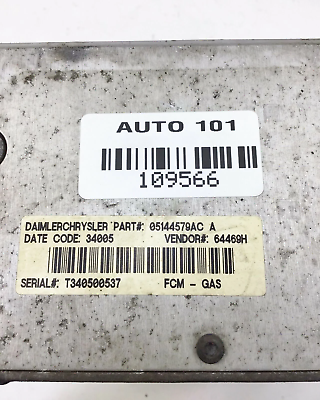 AUTO 101
109566
DAIMLERCHRYSLER PART#: 05144579AC A
DATE CODE: 34005 VENDOR#: 64469H
SERIAL#: T340500537 FCM - GAS